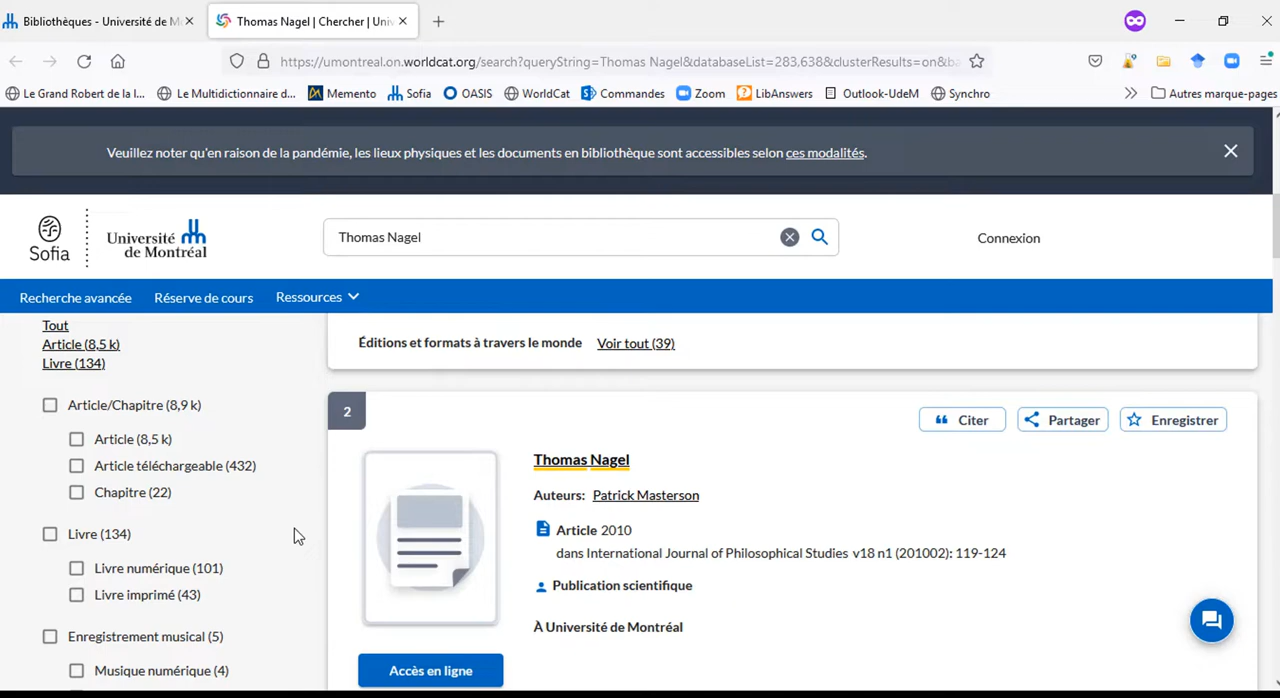 Bibliothèques - Université de M
Thomas Nagel | Chercher | Univ
https://umontreal.on.worldcat.org/search?queryString=Thomas Nagel&databaseList=283,638&clusterResults=on&ba
Le Grand Robert de la l...
Le Multidictionnaire d...
Memento
Sofia
OASIS
WorldCat
Commandes
Zoom
LibAnswers
Outlook-UdeM
Synchro
Autres marque-pages
Veuillez noter qu'en raison de la pandémie, les lieux physiques et les documents en bibliothèque sont accessibles selon ces modalités.
Sofia
Université de Montréal
Thomas Nagel
Connexion
Recherche avancée
Réserve de cours
Ressources
Tout
Article (8,5 k)
Livre (134)
Article/Chapitre (8,9 k)
Article (8,5 k)
Article téléchargeable (432)
Chapitre (22)
Livre (134)
Livre numérique (101)
Livre imprimé (43)
Enregistrement musical (5)
Musique numérique (4)
Éditions et formats à travers le monde Voir tout (39)
2
Citer
Partager
Enregistrer
Thomas Nagel
Auteurs: Patrick Masterson
Article 2010
dans International Journal of Philosophical Studies v18 n1 (201002): 119-124
Publication scientifique
À Université de Montréal
Accès en ligne